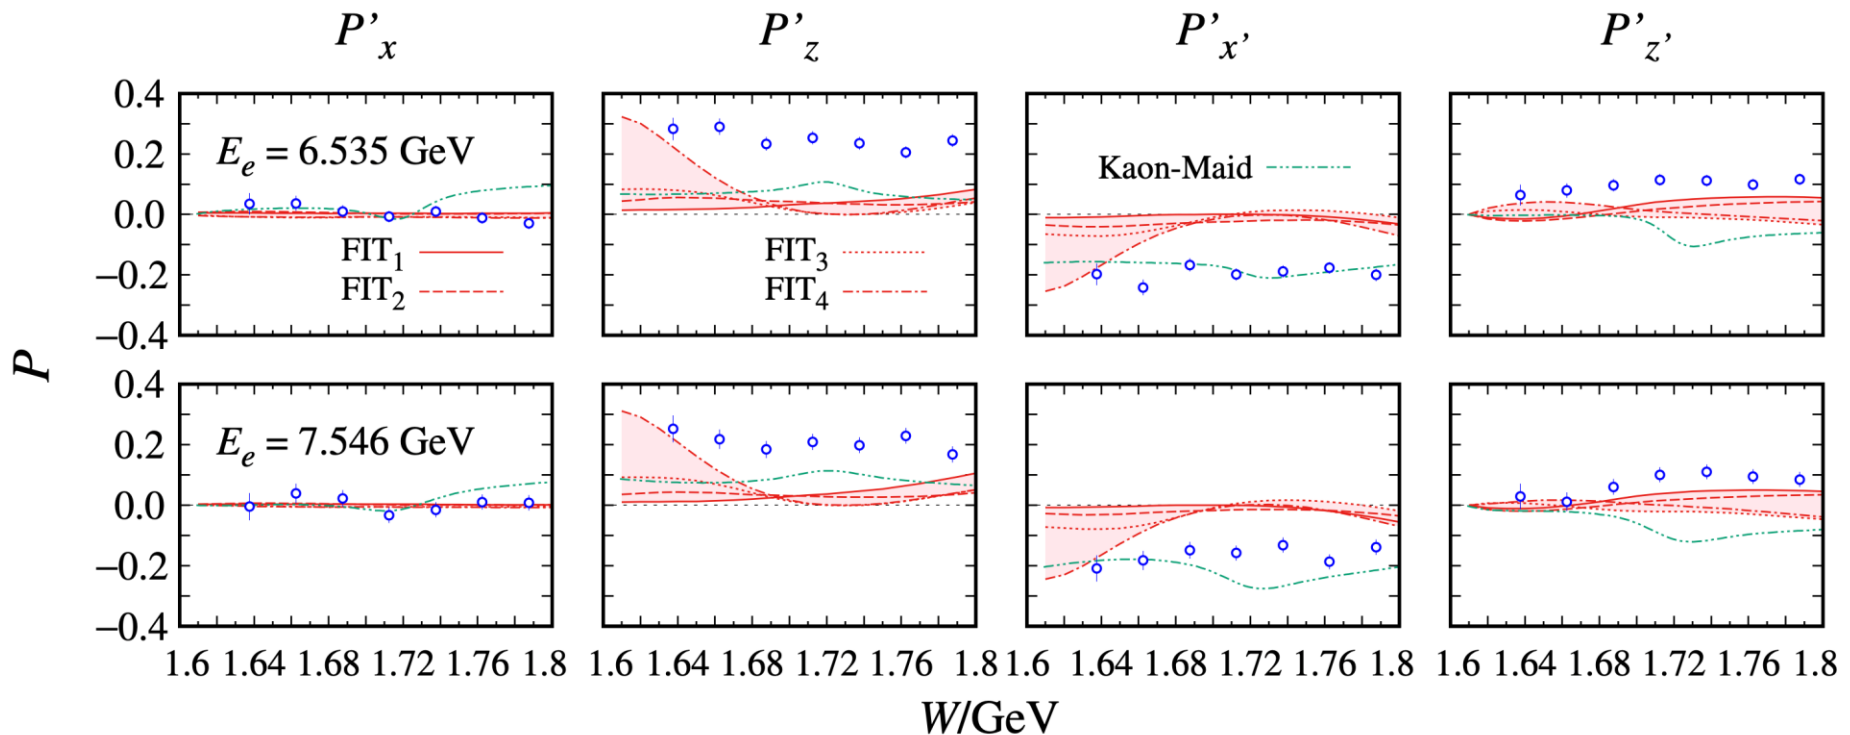 P’x P’z P’x’ P’z’
0.4
0.2
0.0
−0.2
−0.4
Ee = 6.535 GeV
FIT1
FIT2
FIT3
FIT4
Kaon-Maid
P
0.4
0.2
0.0
−0.2
−0.4
Ee = 7.546 GeV
1.6 1.64 1.68 1.72 1.76 1.8 1.6 1.64 1.68 1.72 1.76 1.8 1.6 1.64 1.68 1.72 1.76 1.8 1.6 1.64 1.68 1.72 1.76 1.8
W/GeV